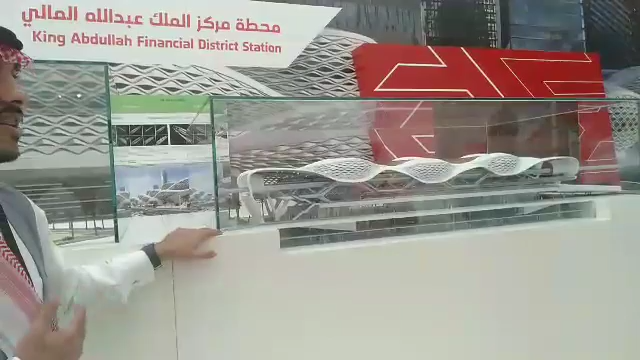 محطة مركز الملك عبدالله المالي
King Abdullah Financial District Station